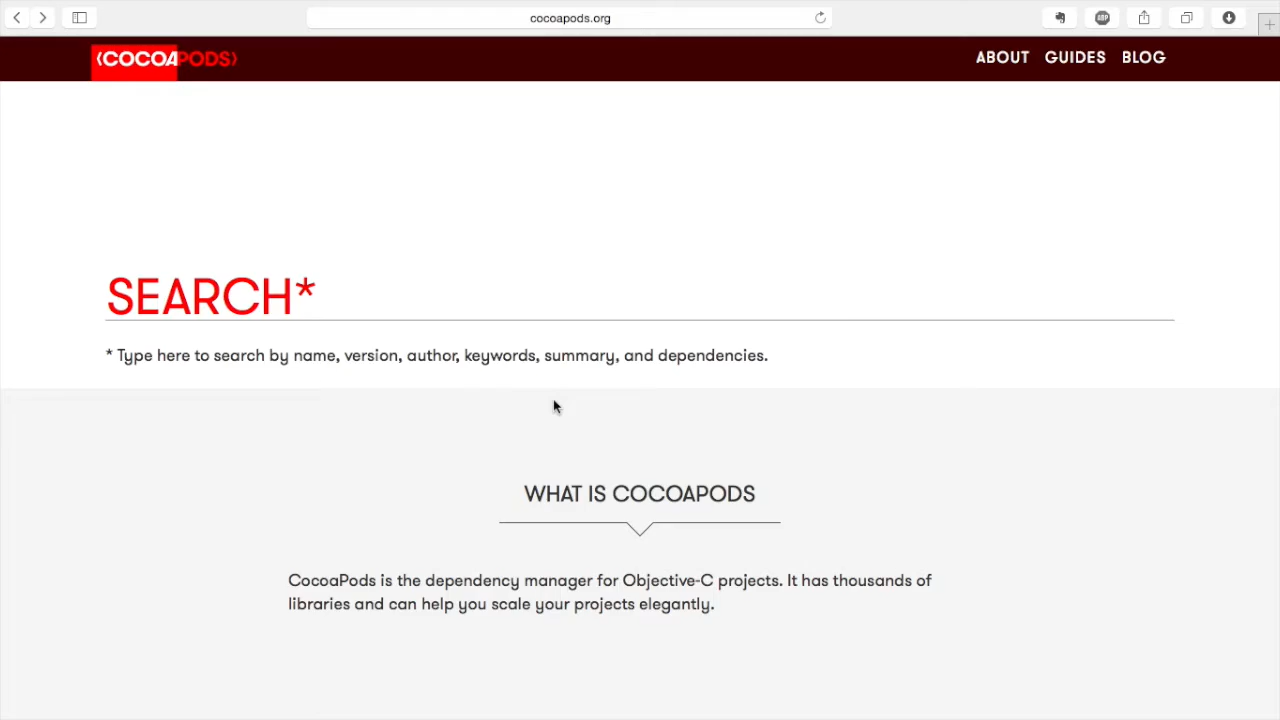 cocoapods.org
ABP
(COCOAPODS)
ABOUT GUIDES BLOG
SEARCH*
* Type here to search by name, version, author, keywords, summary, and dependencies.
WHAT IS COCOAPODS
CocoaPods is the dependency manager for Objective-C projects. It has thousands of
libraries and can help you scale your projects elegantly.